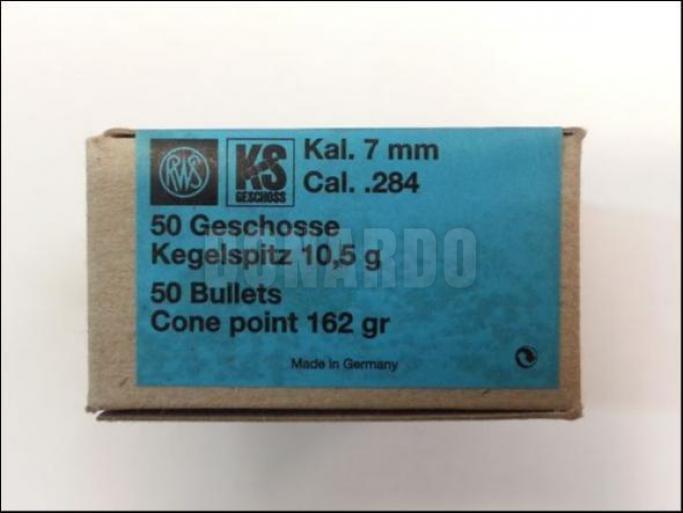 RWS
KS
GESCHOSS
Kal. 7 mm
Cal. .284
50 Geschosse
Kegelspitz 10,5 g
50 Bullets
Cone point 162 gr
Made in Germany
DONARDO